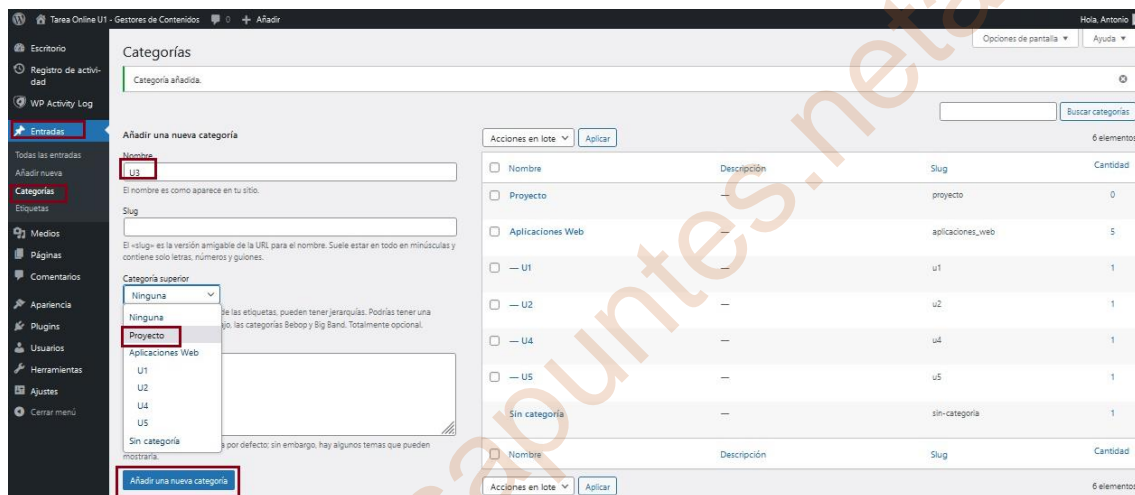 Tarea Online U1 - Gestores de Contenidos 0 + Añadir Hola, Antonio
Escritorio
Registro de activi-
dad
WP Activity Log
Entradas
Todas las entradas
Añadir nueva
Categorías
Etiquetas
Medios
Páginas
Comentarios
Apariencia
Plugins
Usuarios
Herramientas
Ajustes
Cerrar menú
Opciones de pantalla Ayuda
Categorías
Categoría añadida.
Buscar categorías
Añadir una nueva categoría
Nombre
U3
El nombre es como aparece en tu sitio.
Slug
El «slug» es la versión amigable de la URL para el nombre. Suele estar en todo en minúsculas y
contiene solo letras, números y guiones.
Categoría superior
Ninguna
de las etiquetas, pueden tener jerarquías. Podrías tener una
jo, las categorías Bebop y Big Band. Totalmente opcional.
Ninguna
Proyecto
Aplicaciones Web
U1
U2
U4
U5
Sin categoría
por defecto; sin embargo, hay algunos temas que pueden
mostrarla.
Añadir una nueva categoría
Acciones en lote Aplicar 6 elementos
Nombre Descripción Slug Cantidad
Proyecto — proyecto 0
Aplicaciones Web — aplicaciones_web 5
— U1 — u1 1
— U2 — u2 1
— U4 — u4 1
— U5 — u5 1
Sin categoría — sin-categoria 1
Nombre Descripción Slug Cantidad
Acciones en lote Aplicar 6 elementos
sapuntes.neta